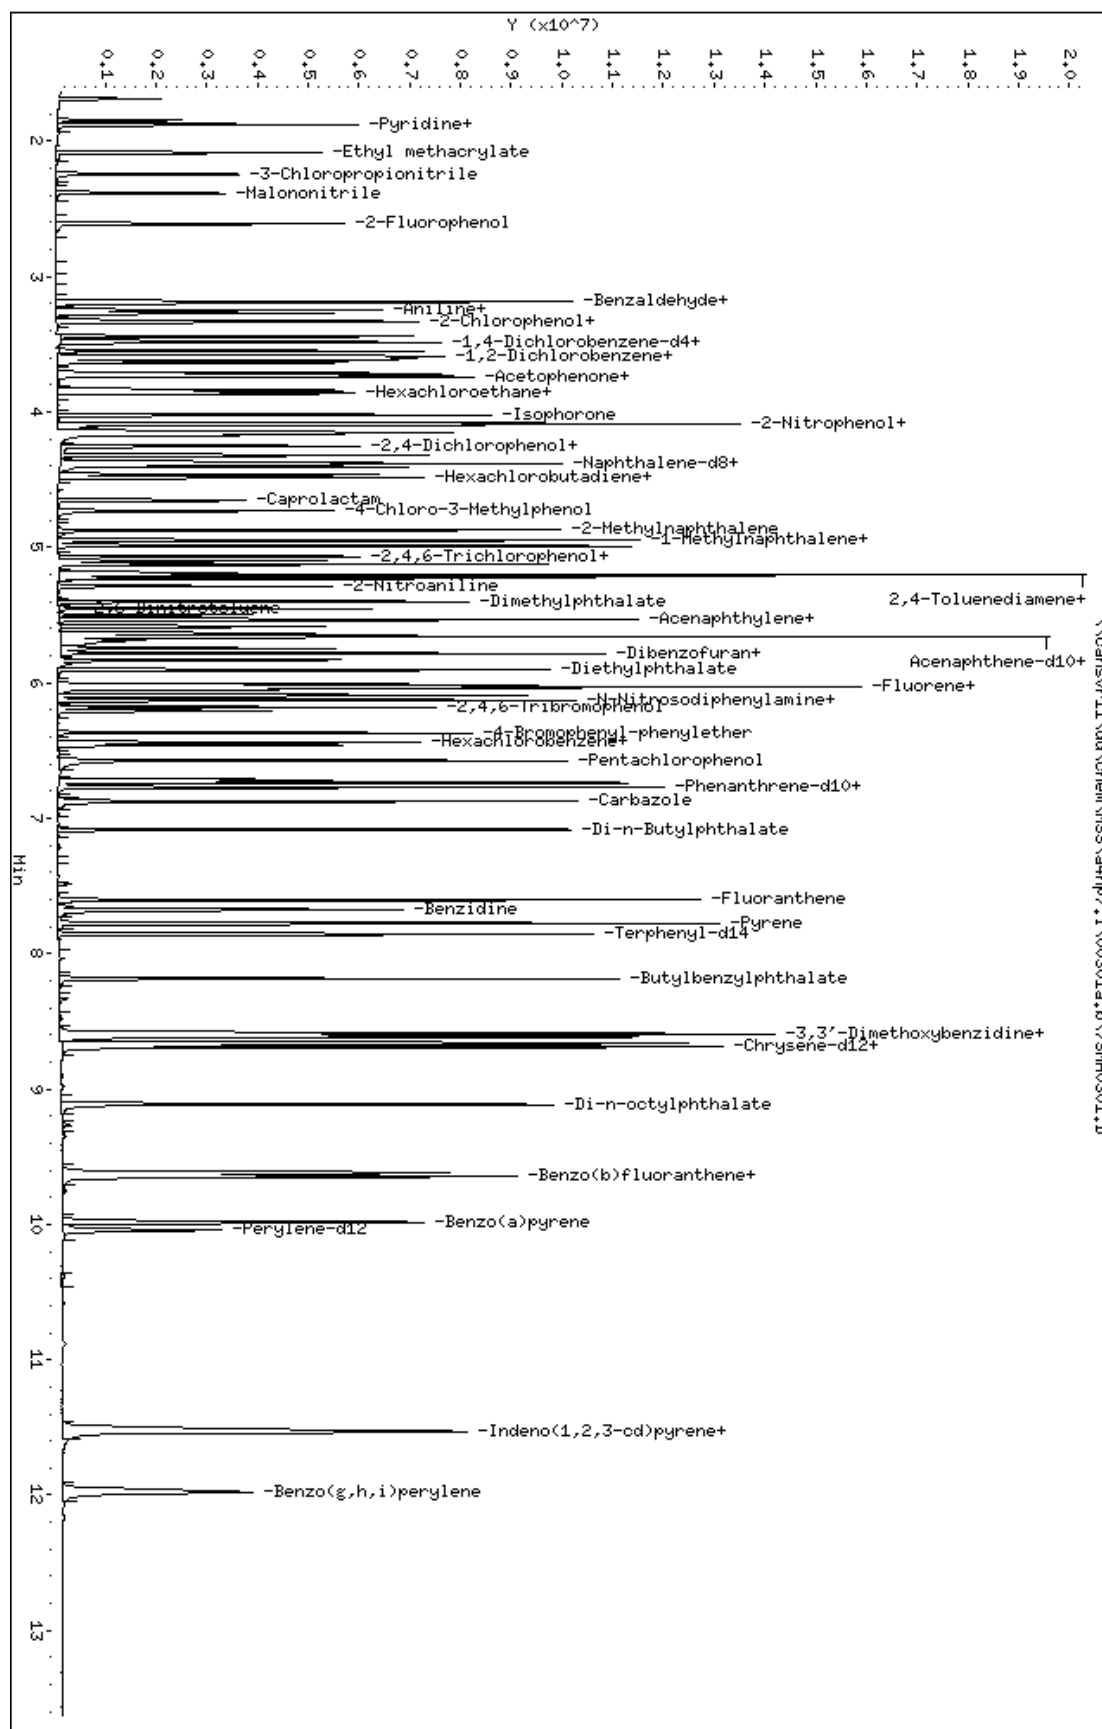 Y (x10^7)
0.1
0.2
0.3
0.4
0.5
0.6
0.7
0.8
0.9
1.0
1.1
1.2
1.3
1.4
1.5
1.6
1.7
1.8
1.9
2.0
-Pyridine+
2
-Ethyl methacrylate
-3-Chloropropionitrile
-Malononitrile
-2-Fluorophenol
3
-Benzaldehyde+
-Aniline+
-2-Chlorophenol+
-1,4-Dichlorobenzene-d4+
-1,2-Dichlorobenzene+
-Acetophenone+
-Hexachloroethane+
4
-Isophorone
-2-Nitrophenol+
-2,4-Dichlorophenol+
-Naphthalene-d8+
-Hexachlorobutadiene+
-Caprolactam
-4-Chloro-3-Methylphenol
-2-Methylnaphthalene
-1-Methylnaphthalene+
5
-2,4,6-Trichlorophenol+
-2-Nitroaniline
2,4-Toluenediamene+
-Dimethylphthalate
-2,6-Dinitrotoluene
-Acenaphthylene+
-Dibenzofuran+
Acenaphthene-d10+
-Diethylphthalate
6
-Fluorene+
-N-Nitrosodiphenylamine+
-2,4,6-Tribromophenol
-4-Bromophenyl-phenylether
-Hexachlorobenzene+
-Pentachlorophenol
-Phenanthrene-d10+
-Carbazole
7
-Di-n-Butylphthalate
Min
-Fluoranthene
-Benzidine
-Pyrene
-Terphenyl-d14
8
-Butylbenzylphthalate
-3,3'-Dimethoxybenzidine+
-Chrysene-d12+
9
-Di-n-octylphthalate
-Benzo(b)fluoranthene+
10
-Benzo(a)pyrene
-Perylene-d12
11
-Indeno(1,2,3-cd)pyrene+
12
-Benzo(g,h,i)perylene
13